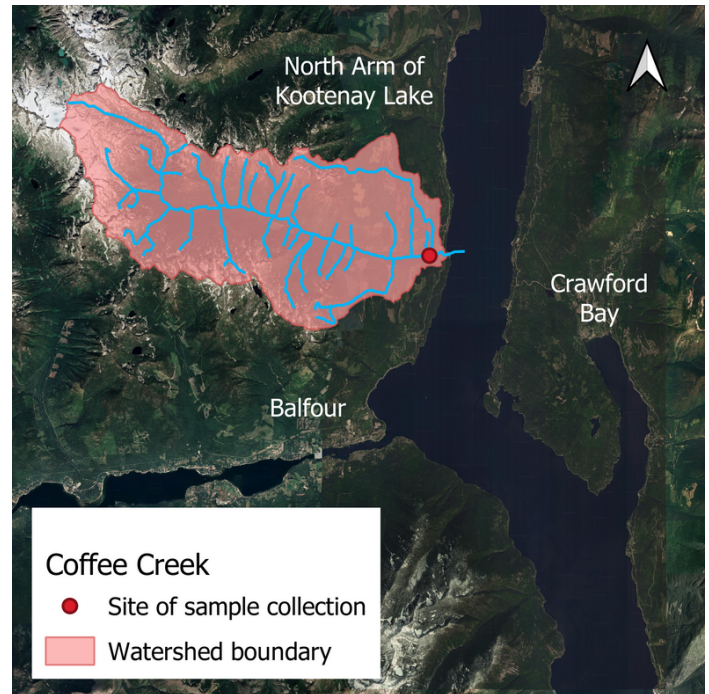 North Arm of
Kootenay Lake
Crawford
Bay
Balfour
Coffee Creek
Site of sample collection
Watershed boundary